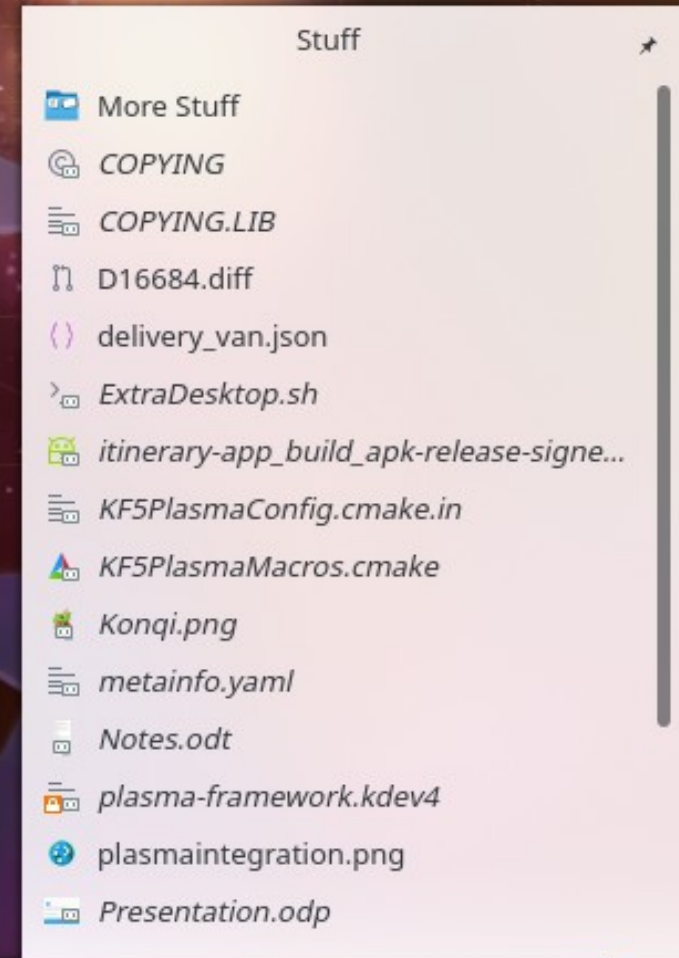 Stuff
More Stuff
COPYING
COPYING.LIB
D16684.diff
delivery_van.json
ExtraDesktop.sh
itinerary-app_build_apk-release-signe...
KF5PlasmaConfig.cmake.in
KF5PlasmaMacros.cmake
Konqi.png
metainfo.yaml
Notes.odt
plasma-framework.kdev4
plasmaintegration.png
Presentation.odp